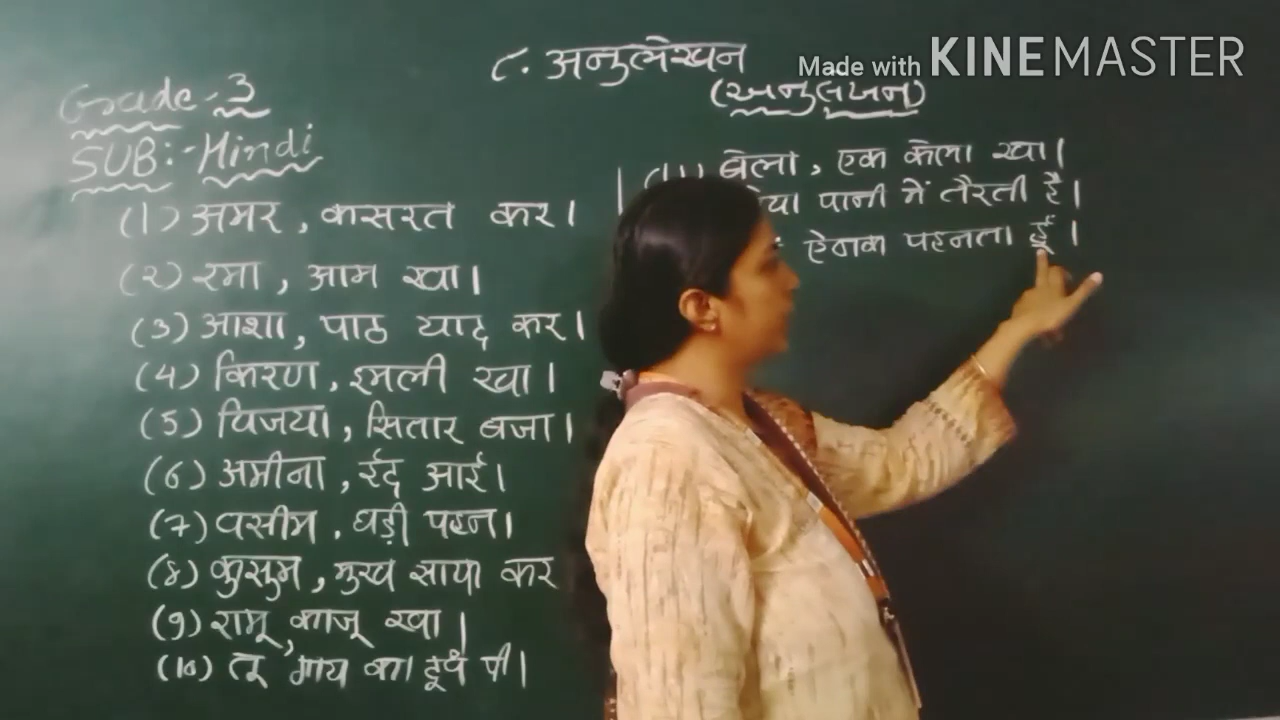 Made with KINEMASTER
८. अनुलेखन
(अनुलेखन)
Grade - 3
SUB:- Hindi
(1) अमर, कसरत कर।
(२) रमा, आम खा।
(3) आशा, पाठ याद कर।
(4) किरण, इमली खा।
(5) विजया, सितार बजा।
(6) अमीना, ईद आई।
(7) वसीम, घड़ी पहन।
(8) कुसुम, मुख साफ कर
(9) रामू, काजू खा।
(10) तू गाय का दूध पी।
(11) बेला, एक केला खा।
पानी में तैरती है।
ऐनक पहनता हूँ।